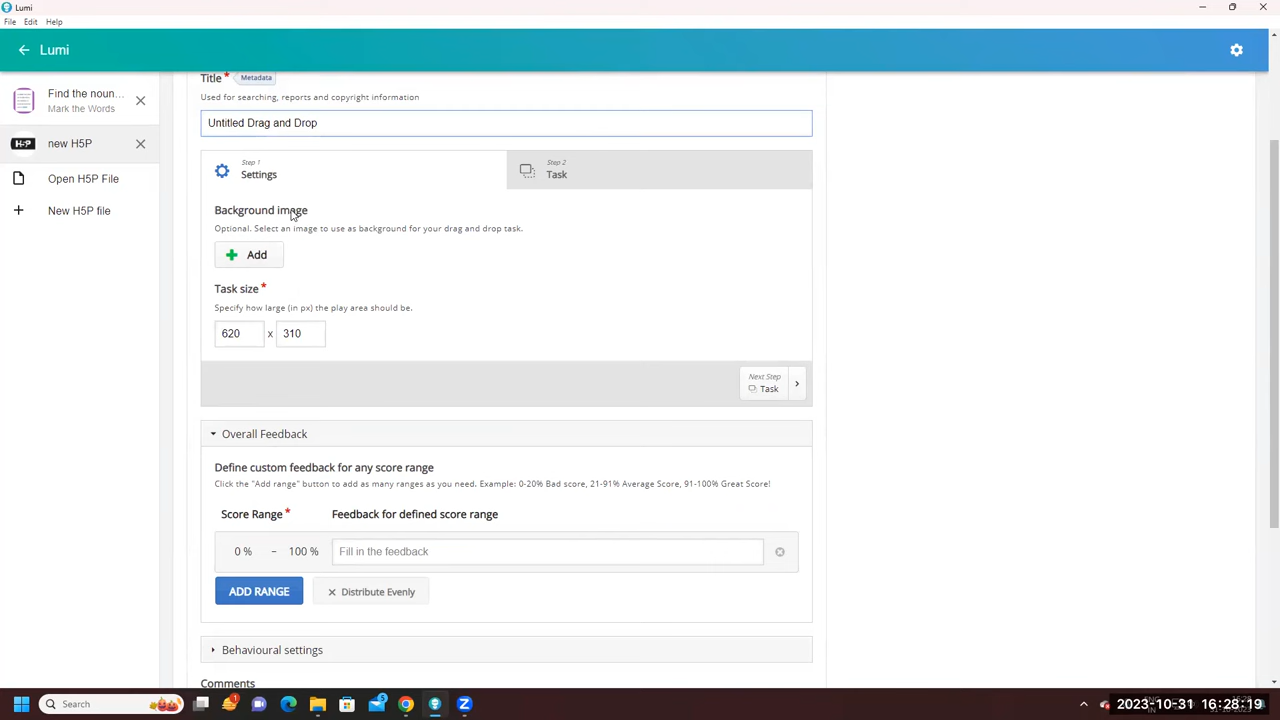 Lumi
File Edit Help
Lumi
Title * Metadata
Used for searching, reports and copyright information
Untitled Drag and Drop
Find the noun...
Mark the Words
H-P new H5P
Open H5P File
New H5P file
Step 1
Settings
Step 2
Task
Background image
Optional. Select an image to use as background for your drag and drop task.
Add
Task size *
Specify how large (in px) the play area should be.
620 x 310
Next Step
Task
Overall Feedback
Define custom feedback for any score range
Click the "Add range" button to add as many ranges as you need. Example: 0-20% Bad score, 21-91% Average Score, 91-100% Great Score!
Score Range * Feedback for defined score range
0 % – 100 % Fill in the feedback
ADD RANGE Distribute Evenly
Behavioural settings
Comments
Search
1
5
2023-10-31 16:28:19